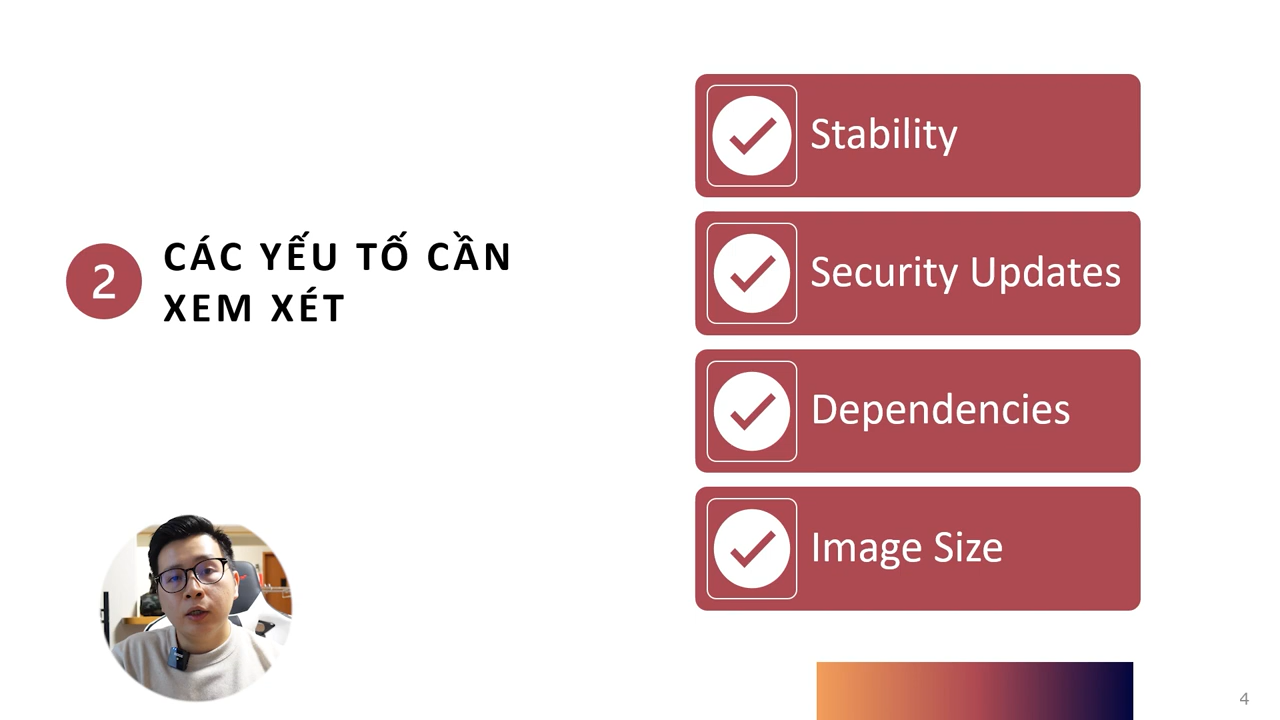 2
CÁC YẾU TỐ CẦN
XEM XÉT
Stability
Security Updates
Dependencies
Image Size
4